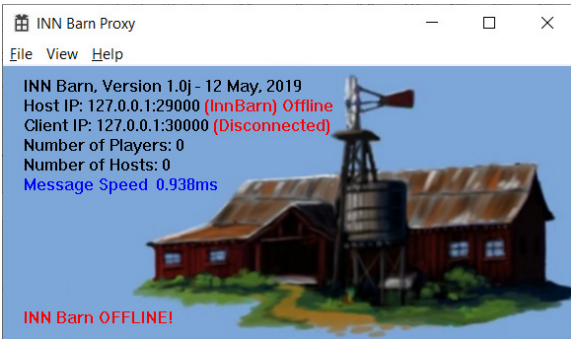 INN Barn Proxy
File View Help
INN Barn, Version 1.0j - 12 May, 2019
Host IP: 127.0.0.1:29000 (InnBarn) Offline
Client IP: 127.0.0.1:30000 (Disconnected)
Number of Players: 0
Number of Hosts: 0
Message Speed 0.938ms
INN Barn OFFLINE!